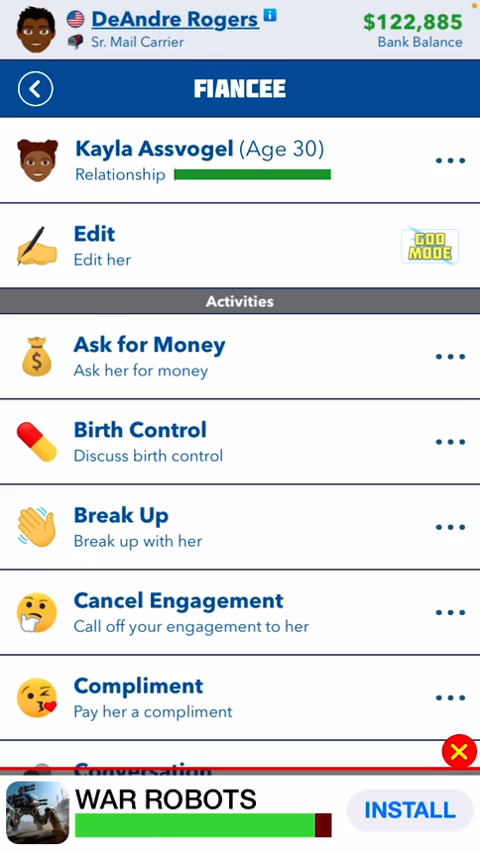 DeAndre Rogers
$122,885
Sr. Mail Carrier
Bank Balance
FIANCEE
Kayla Assvogel (Age 30)
Relationship
Edit
Edit her
GOD
MODE
Activities
Ask for Money
Ask her for money
Birth Control
Discuss birth control
Break Up
Break up with her
Cancel Engagement
Call off your engagement to her
Compliment
Pay her a compliment
Conversation
WAR ROBOTS
INSTALL